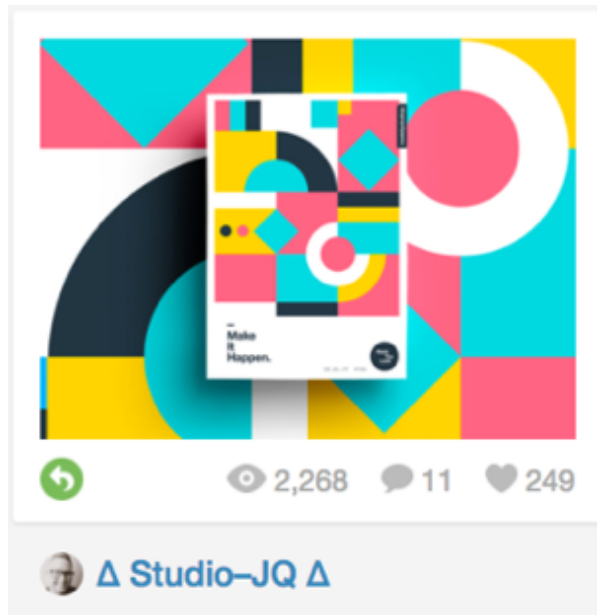 Make
It
Happen.
2,268 11 249
Δ Studio–JQ Δ